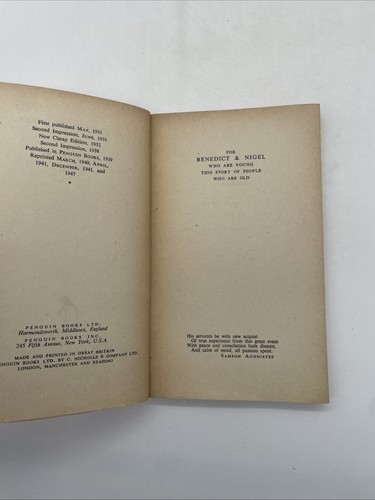 First published MAY, 1931
Second Impression, JUNE, 1931
New Cheap Edition, 1932
Second Impression, 1938
Published in PENGUIN BOOKS, 1939
Reprinted MARCH, 1940, APRIL,
1941, DECEMBER, 1941, and
1947
*
PENGUIN BOOKS LTD.
Harmondsworth, Middlesex, England
PENGUIN BOOKS INC.
245 Fifth Avenue, New York, U.S.A.
MADE AND PRINTED IN GREAT BRITAIN
PENGUIN BOOKS LTD. BY C. NICHOLLS & COMPANY LTD.
LONDON, MANCHESTER AND READING
FOR
BENEDICT & NIGEL
WHO ARE YOUNG
THIS STORY OF PEOPLE
WHO ARE OLD
His servants he with new acquist
Of true experience from this great event
With peace and consolation hath dismist,
And calm of mind, all passion spent.
SAMSON AGONISTES